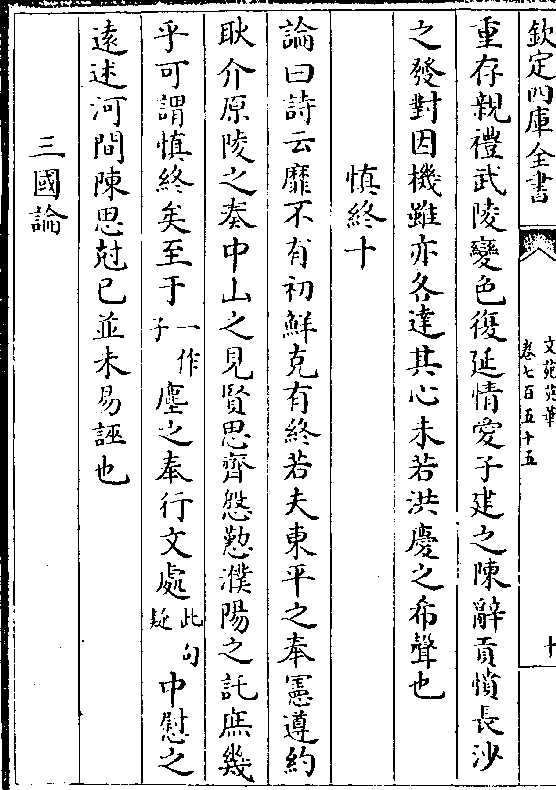 欽定四庫全書
文苑英華
卷七百五十五
十
重存親禮武陵變色復延情愛子建之陳辭貢憤長沙
之發對因機雖亦各達其心未若洪慶之希聲也
慎終十
論曰詩云靡不有初鮮克有終若夫東平之奉憲遵約
耿介原陵之奏中山之見賢思齊慇懃濮陽之託庶幾
乎可謂慎終矣至于一作子塵之奉行文處此句疑中慰之
遠述河間陳思尅已並未易誣也
三國論